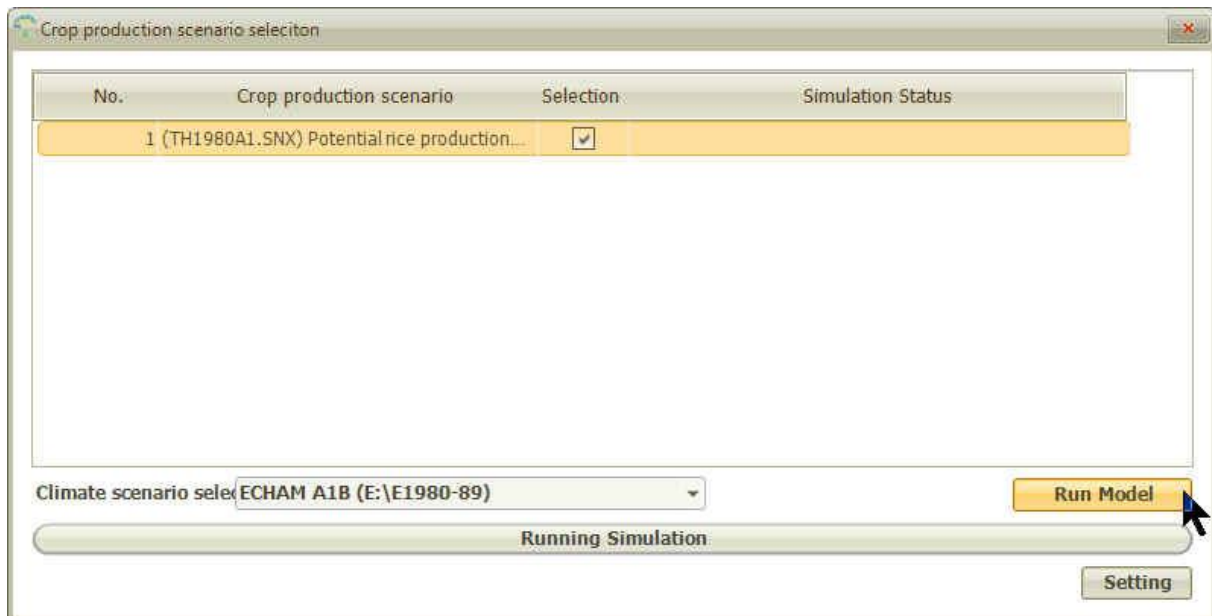 Crop production scenario seleciton
No. Crop production scenario Selection Simulation Status
1 (TH1980A1.SNX) Potential rice production...
Climate scenario selec ECHAM A1B (E:\E1980-89) Run Model
Running Simulation
Setting